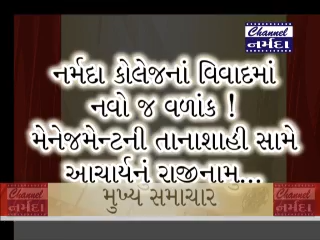 Channel
નર્મદા
નર્મદા કોલેજનાં વિવાદમાં
નવો જ વળાંક !
મેનેજમેન્ટની તાનાશાહી સામે
આચાર્યનું રાજીનામુ...
મુખ્ય સમાચાર